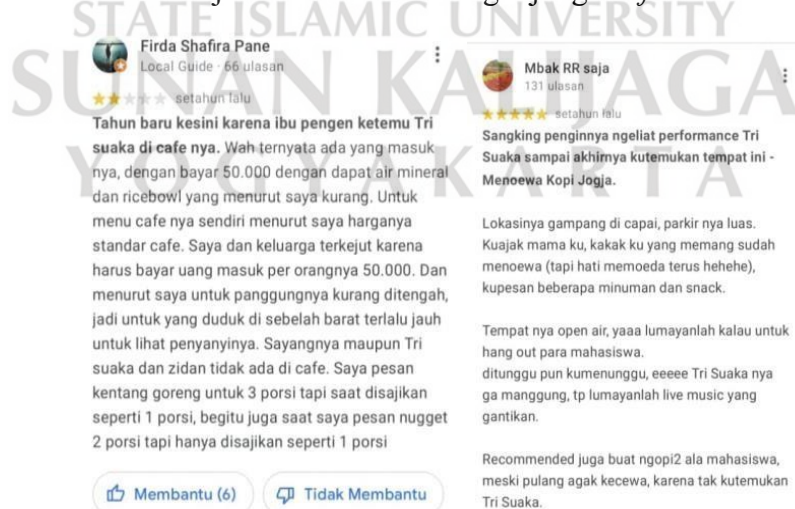 STATE ISLAMIC UNIVERSITY
SUNAN KALIJAGA
YOGYAKARTA
Firda Shafira Pane
Local Guide · 66 ulasan
setahun lalu
Tahun baru kesini karena ibu pengen ketemu Tri
suaka di cafe nya. Wah ternyata ada yang masuk
nya, dengan bayar 50.000 dengan dapat air mineral
dan ricebowl yang menurut saya kurang. Untuk
menu cafe nya sendiri menurut saya harganya
standar cafe. Saya dan keluarga terkejut karena
harus bayar uang masuk per orangnya 50.000. Dan
menurut saya untuk panggungnya kurang ditengah,
jadi untuk yang duduk di sebelah barat terlalu jauh
untuk lihat penyanyinya. Sayangnya maupun Tri
suaka dan zidan tidak ada di cafe. Saya pesan
kentang goreng untuk 3 porsi tapi saat disajikan
seperti 1 porsi, begitu juga saat saya pesan nugget
2 porsi tapi hanya disajikan seperti 1 porsi
Membantu (6)
Tidak Membantu
Mbak RR saja
131 ulasan
setahun lalu
Sangking penginnya ngeliat performance Tri
Suaka sampai akhirnya kutemukan tempat ini -
Menoewa Kopi Jogja.
Lokasinya gampang di capai, parkir nya luas.
Kuajak mama ku, kakak ku yang memang sudah
menoewa (tapi hati memoeda terus hehehe),
kupesan beberapa minuman dan snack.
Tempat nya open air, yaaa lumayanlah kalau untuk
hang out para mahasiswa.
ditunggu pun kumenunggu, eeeee Tri Suaka nya
ga manggung, tp lumayanlah live music yang
gantikan.
Recommended juga buat ngopi2 ala mahasiswa,
meski pulang agak kecewa, karena tak kutemukan
Tri Suaka.